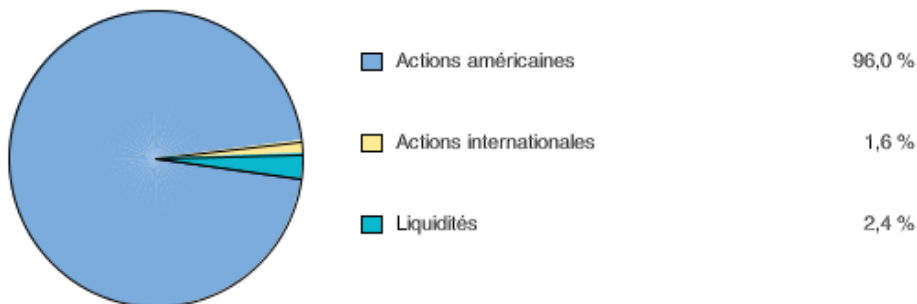 Actions américaines 96,0 %
Actions internationales 1,6 %
Liquidités 2,4 %